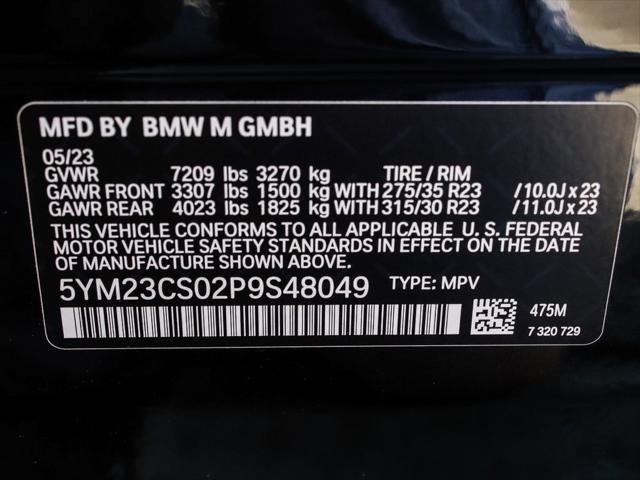 MFD BY BMW M GMBH
05/23
GVWR 7209 lbs 3270 kg TIRE / RIM
GAWR FRONT 3307 lbs 1500 kg WITH 275/35 R23 /10.0J x 23
GAWR REAR 4023 lbs 1825 kg WITH 315/30 R23 /11.0J x 23
THIS VEHICLE CONFORMS TO ALL APPLICABLE U. S. FEDERAL
MOTOR VEHICLE SAFETY STANDARDS IN EFFECT ON THE DATE
OF MANUFACTURE SHOWN ABOVE.
5YM23CS02P9S48049 TYPE: MPV
475M
7 320 729